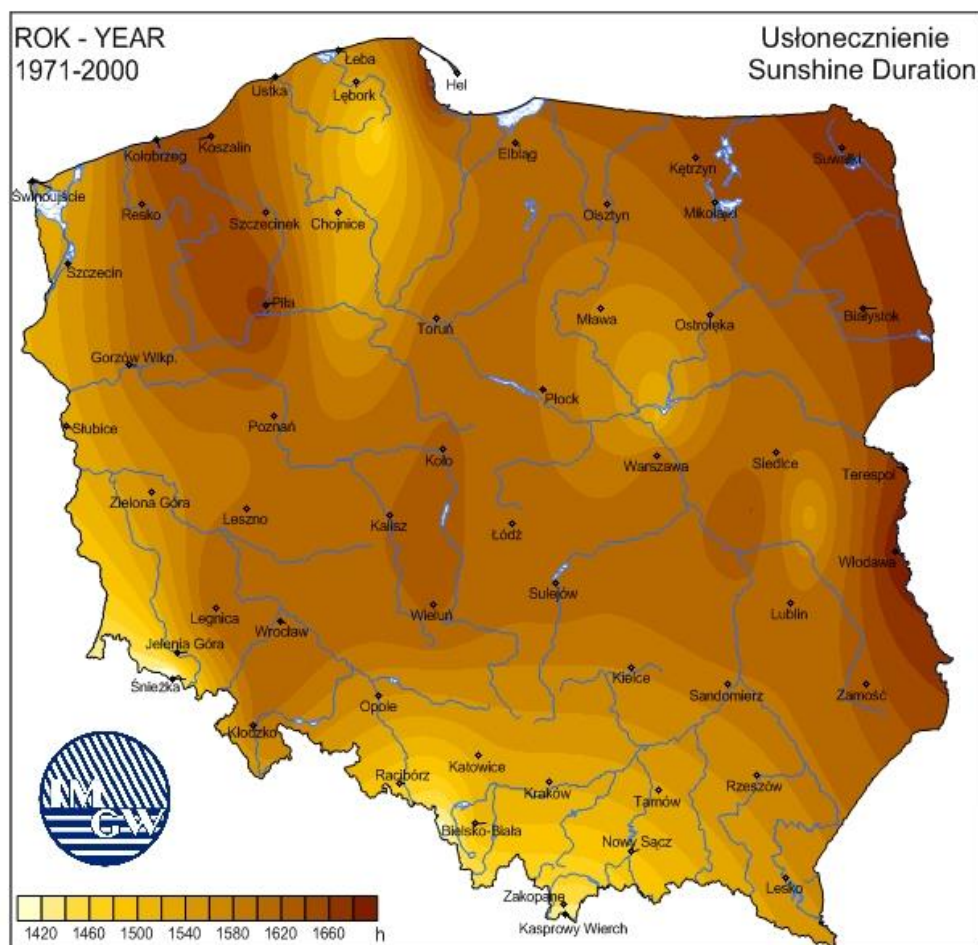 ROK - YEAR
1971-2000
Usłonecznienie
Sunshine Duration
Łeba
Hel
Ustka
Lębork
Koszalin
Kołobrzeg
Elbląg
Kętrzyn
Suwałki
Świnoujście
Resko
Szczecinek
Chojnice
Olsztyn
Mikołajki
Szczecin
Piła
Toruń
Mława
Ostrołęka
Białystok
Gorzów Wlkp.
Płock
Słubice
Poznań
Koło
Warszawa
Siedlce
Terespol
Zielona Góra
Leszno
Kalisz
Łódź
Włodawa
Sulejów
Legnica
Wieluń
Lublin
Wrocław
Jelenia Góra
Śnieżka
Kielce
Sandomierz
Zamość
Opole
Kłodzko
Katowice
Racibórz
Kraków
Tarnów
Rzeszów
Bielsko-Biała
Nowy Sącz
Lesko
Zakopane
Kasprowy Wierch
IM
GW
1420 1460 1500 1540 1580 1620 1660 h